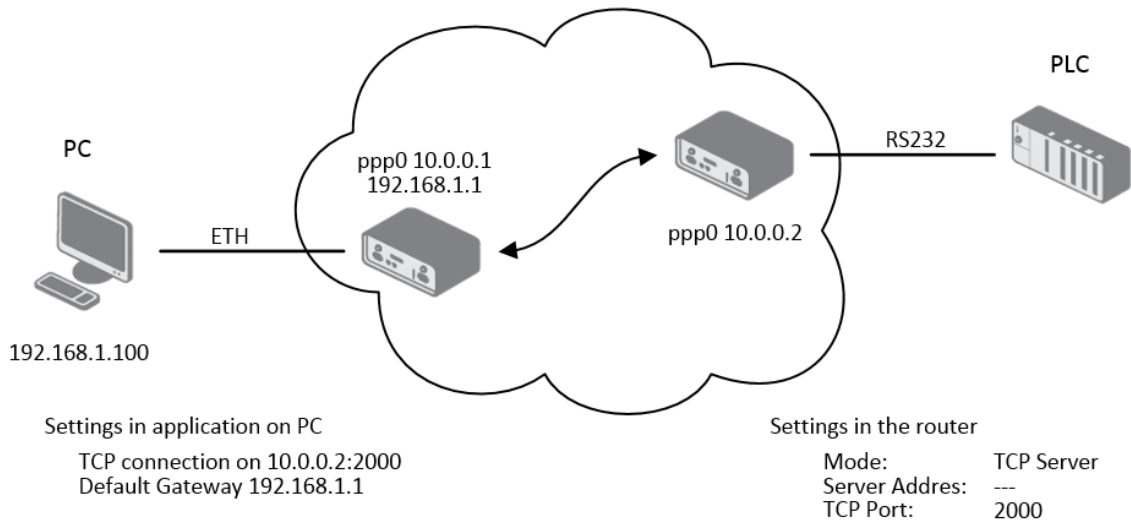 PLC
RS232
PC
ppp0 10.0.0.1
192.168.1.1
ETH
ppp0 10.0.0.2
192.168.1.100
Settings in application on PC
TCP connection on 10.0.0.2:2000
Default Gateway 192.168.1.1
Settings in the router
Mode: TCP Server
Server Addres: ---
TCP Port: 2000